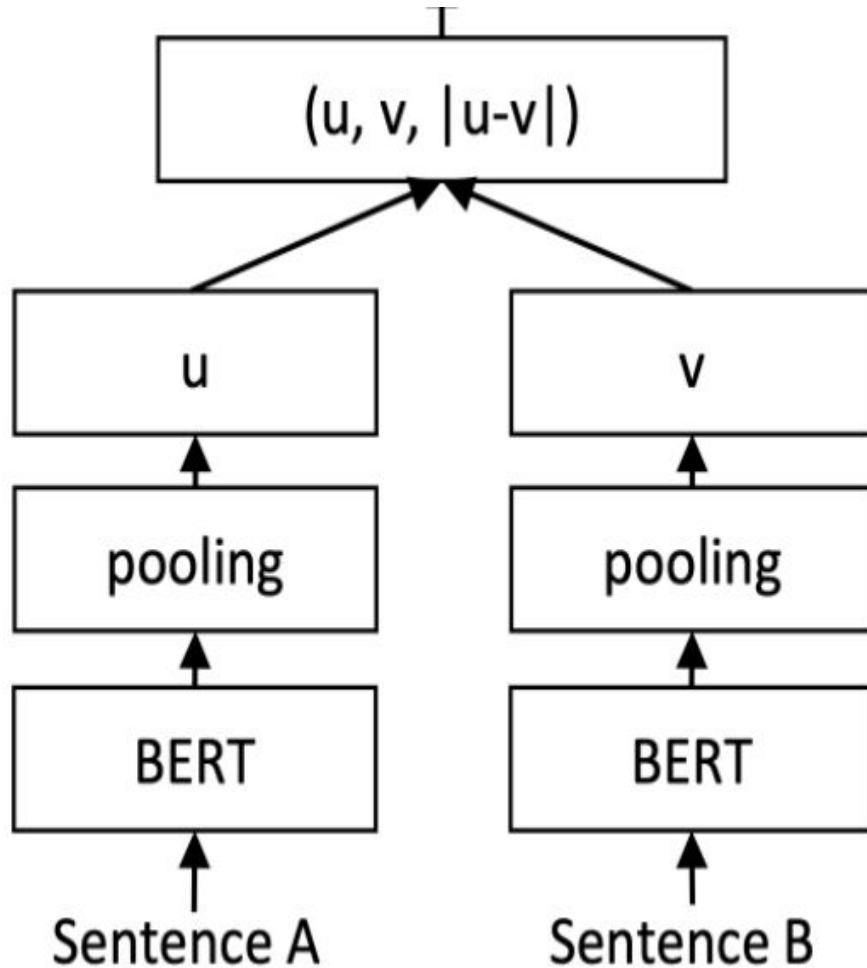 (u, v, |u-v|)
u v
pooling pooling
BERT BERT
Sentence A Sentence B